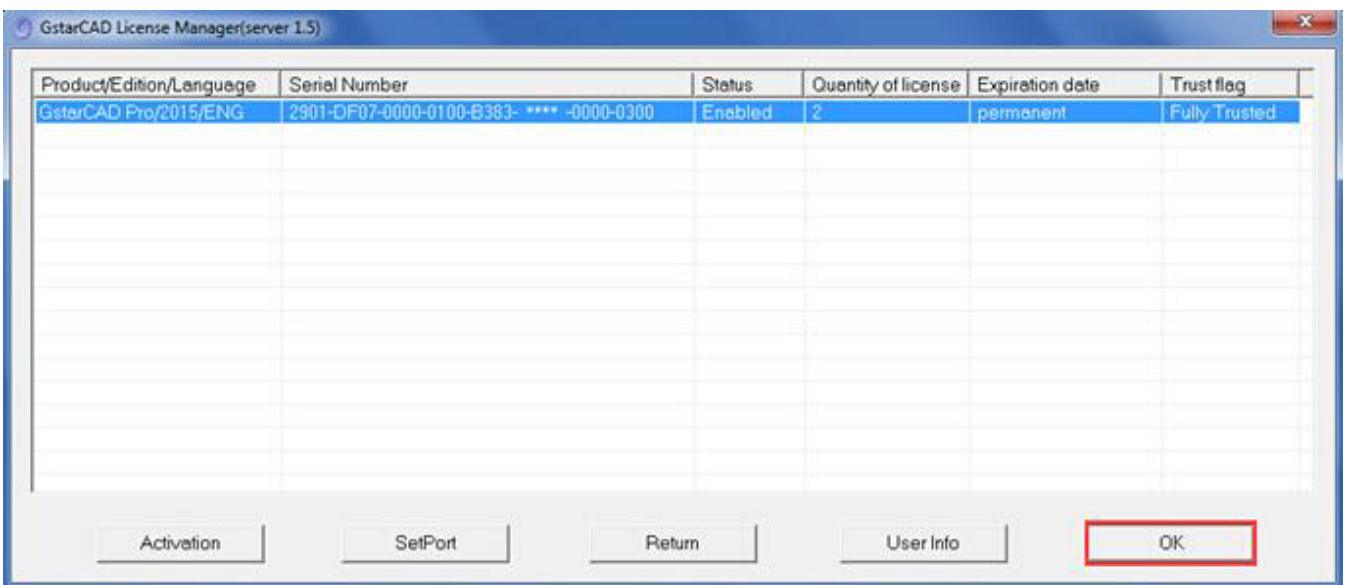 GstarCAD License Manager(server 1.5)
Product/Edition/Language Serial Number Status Quantity of license Expiration date Trust flag
GstarCAD Pro/2015/ENG 2901-DF07-0000-0100-B383- **** -0000-0300 Enabled 2 permanent Fully Trusted
Activation SetPort Return User Info OK